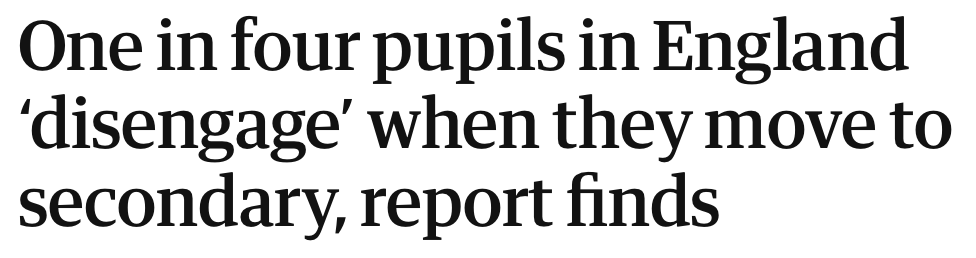 One in four pupils in England
‘disengage’ when they move to
secondary, report finds